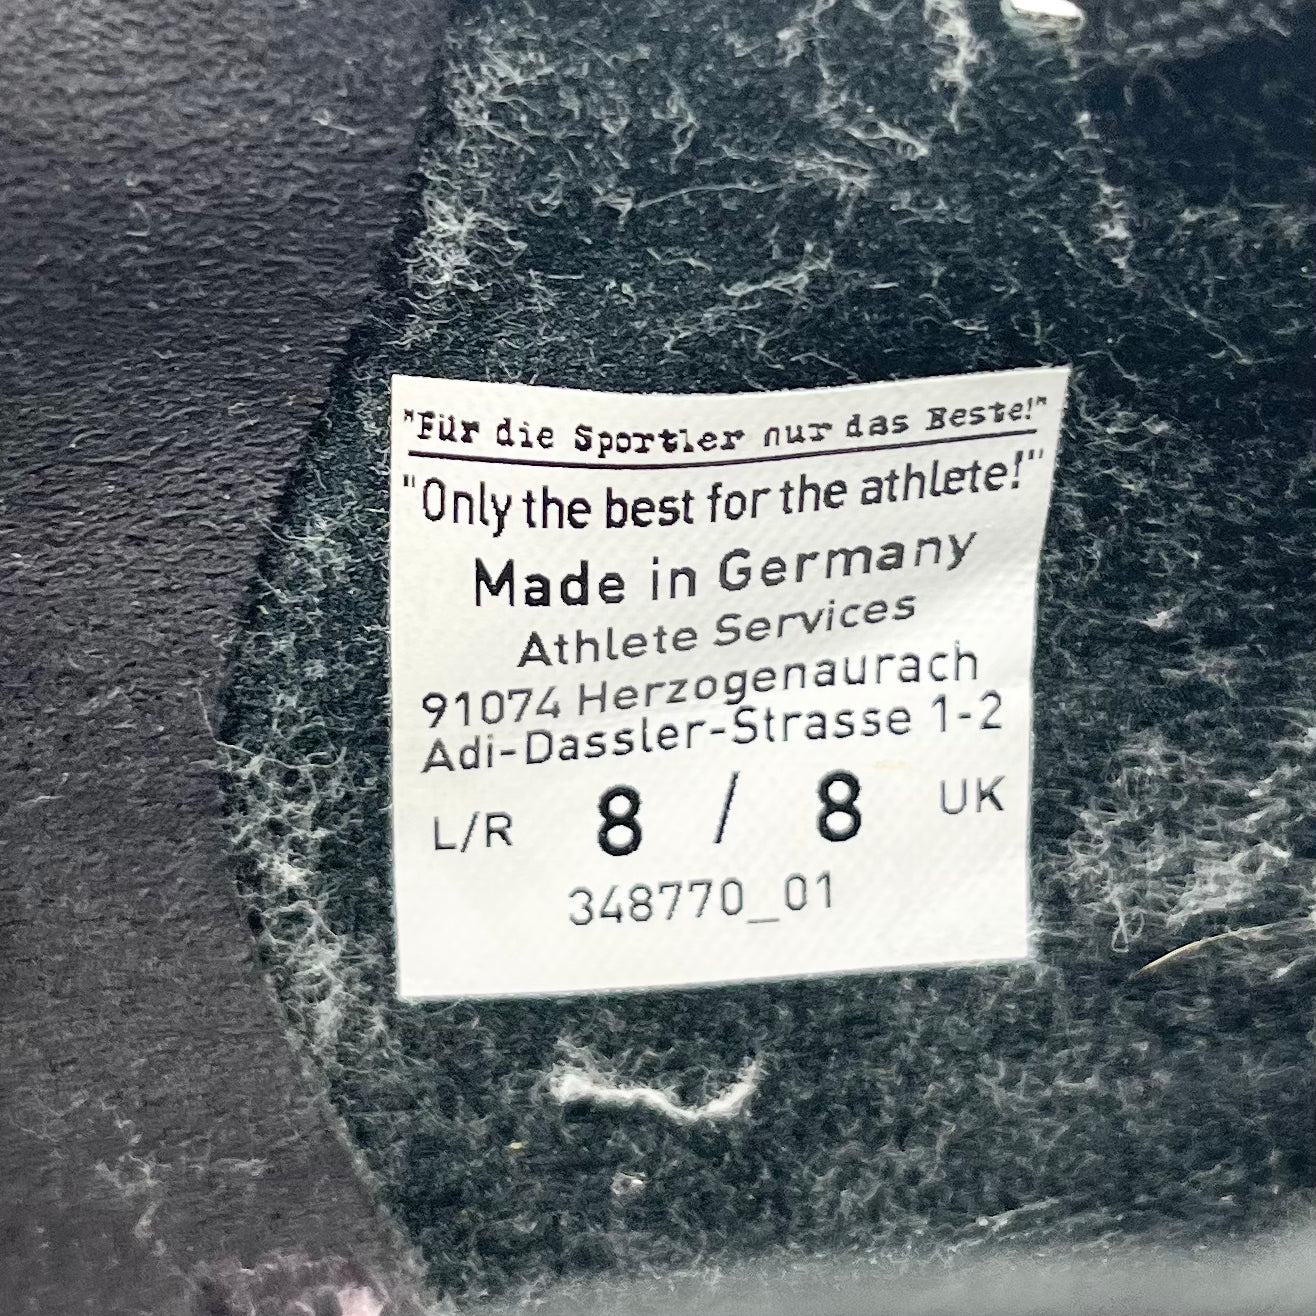 "Für die Sportler nur das Beste!"
"Only the best for the athlete!"
Made in Germany
Athlete Services
91074 Herzogenaurach
Adi-Dassler-Strasse 1-2
L/R 8 / 8 UK
348770_01